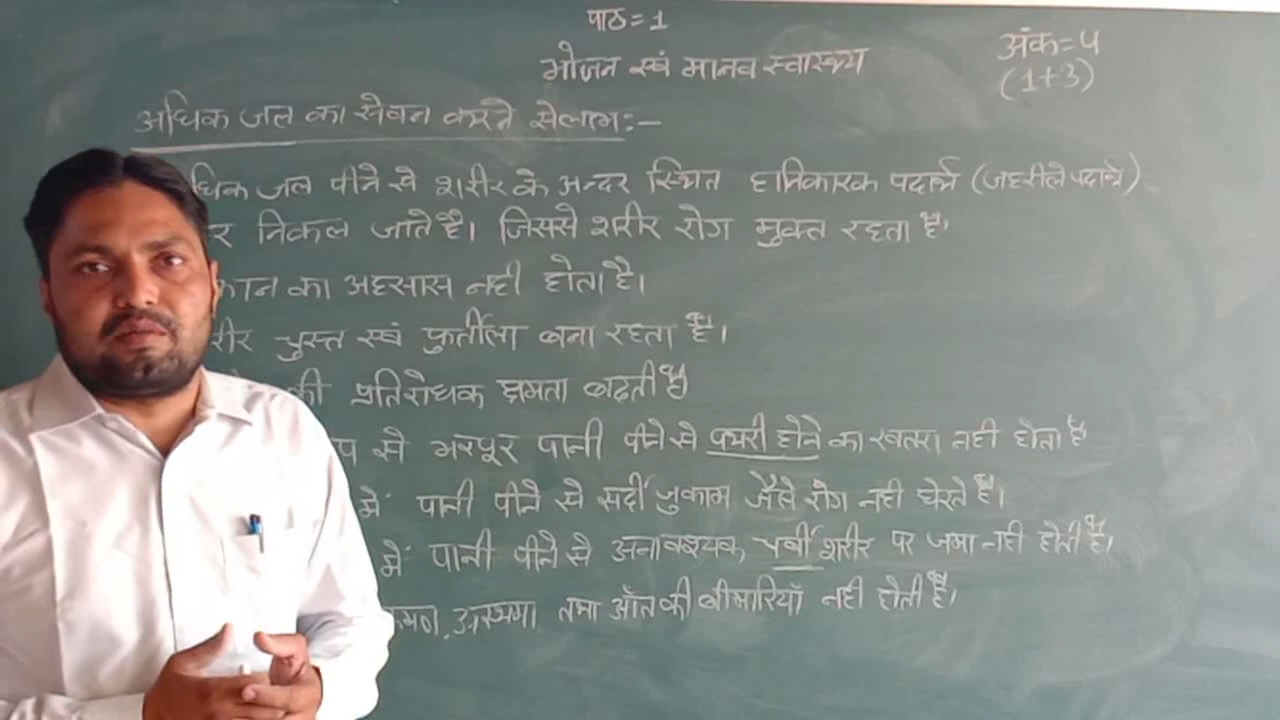 पाठ = 1
भोजन एवं मानव स्वास्थ्य
अंक = 4
(1+3)
अधिक जल का सेवन करने से लाभ :-
धिक जल पीने से शरीर के अन्दर स्थित हानिकारक पदार्थ (जहरीले पदार्थ)
र निकल जाते है। जिससे शरीर रोग मुक्त रहता है,
कान का अहसास नही होता है।
रीर चुस्त एवं फुर्तीला बना रहता है।
की प्रतिरोधक क्षमता बढ़ती है
प से भरपूर पानी पीने से पथरी होने का खतरा नही होता है
में पानी पीने से सर्दी जुकाम जैसे रोग नही घेरते है।
में पानी पीने से अनावश्यक चर्बी शरीर पर जमा नही होती है।
अस्थमा तथा आँत की बीमारियाँ नही होती है।